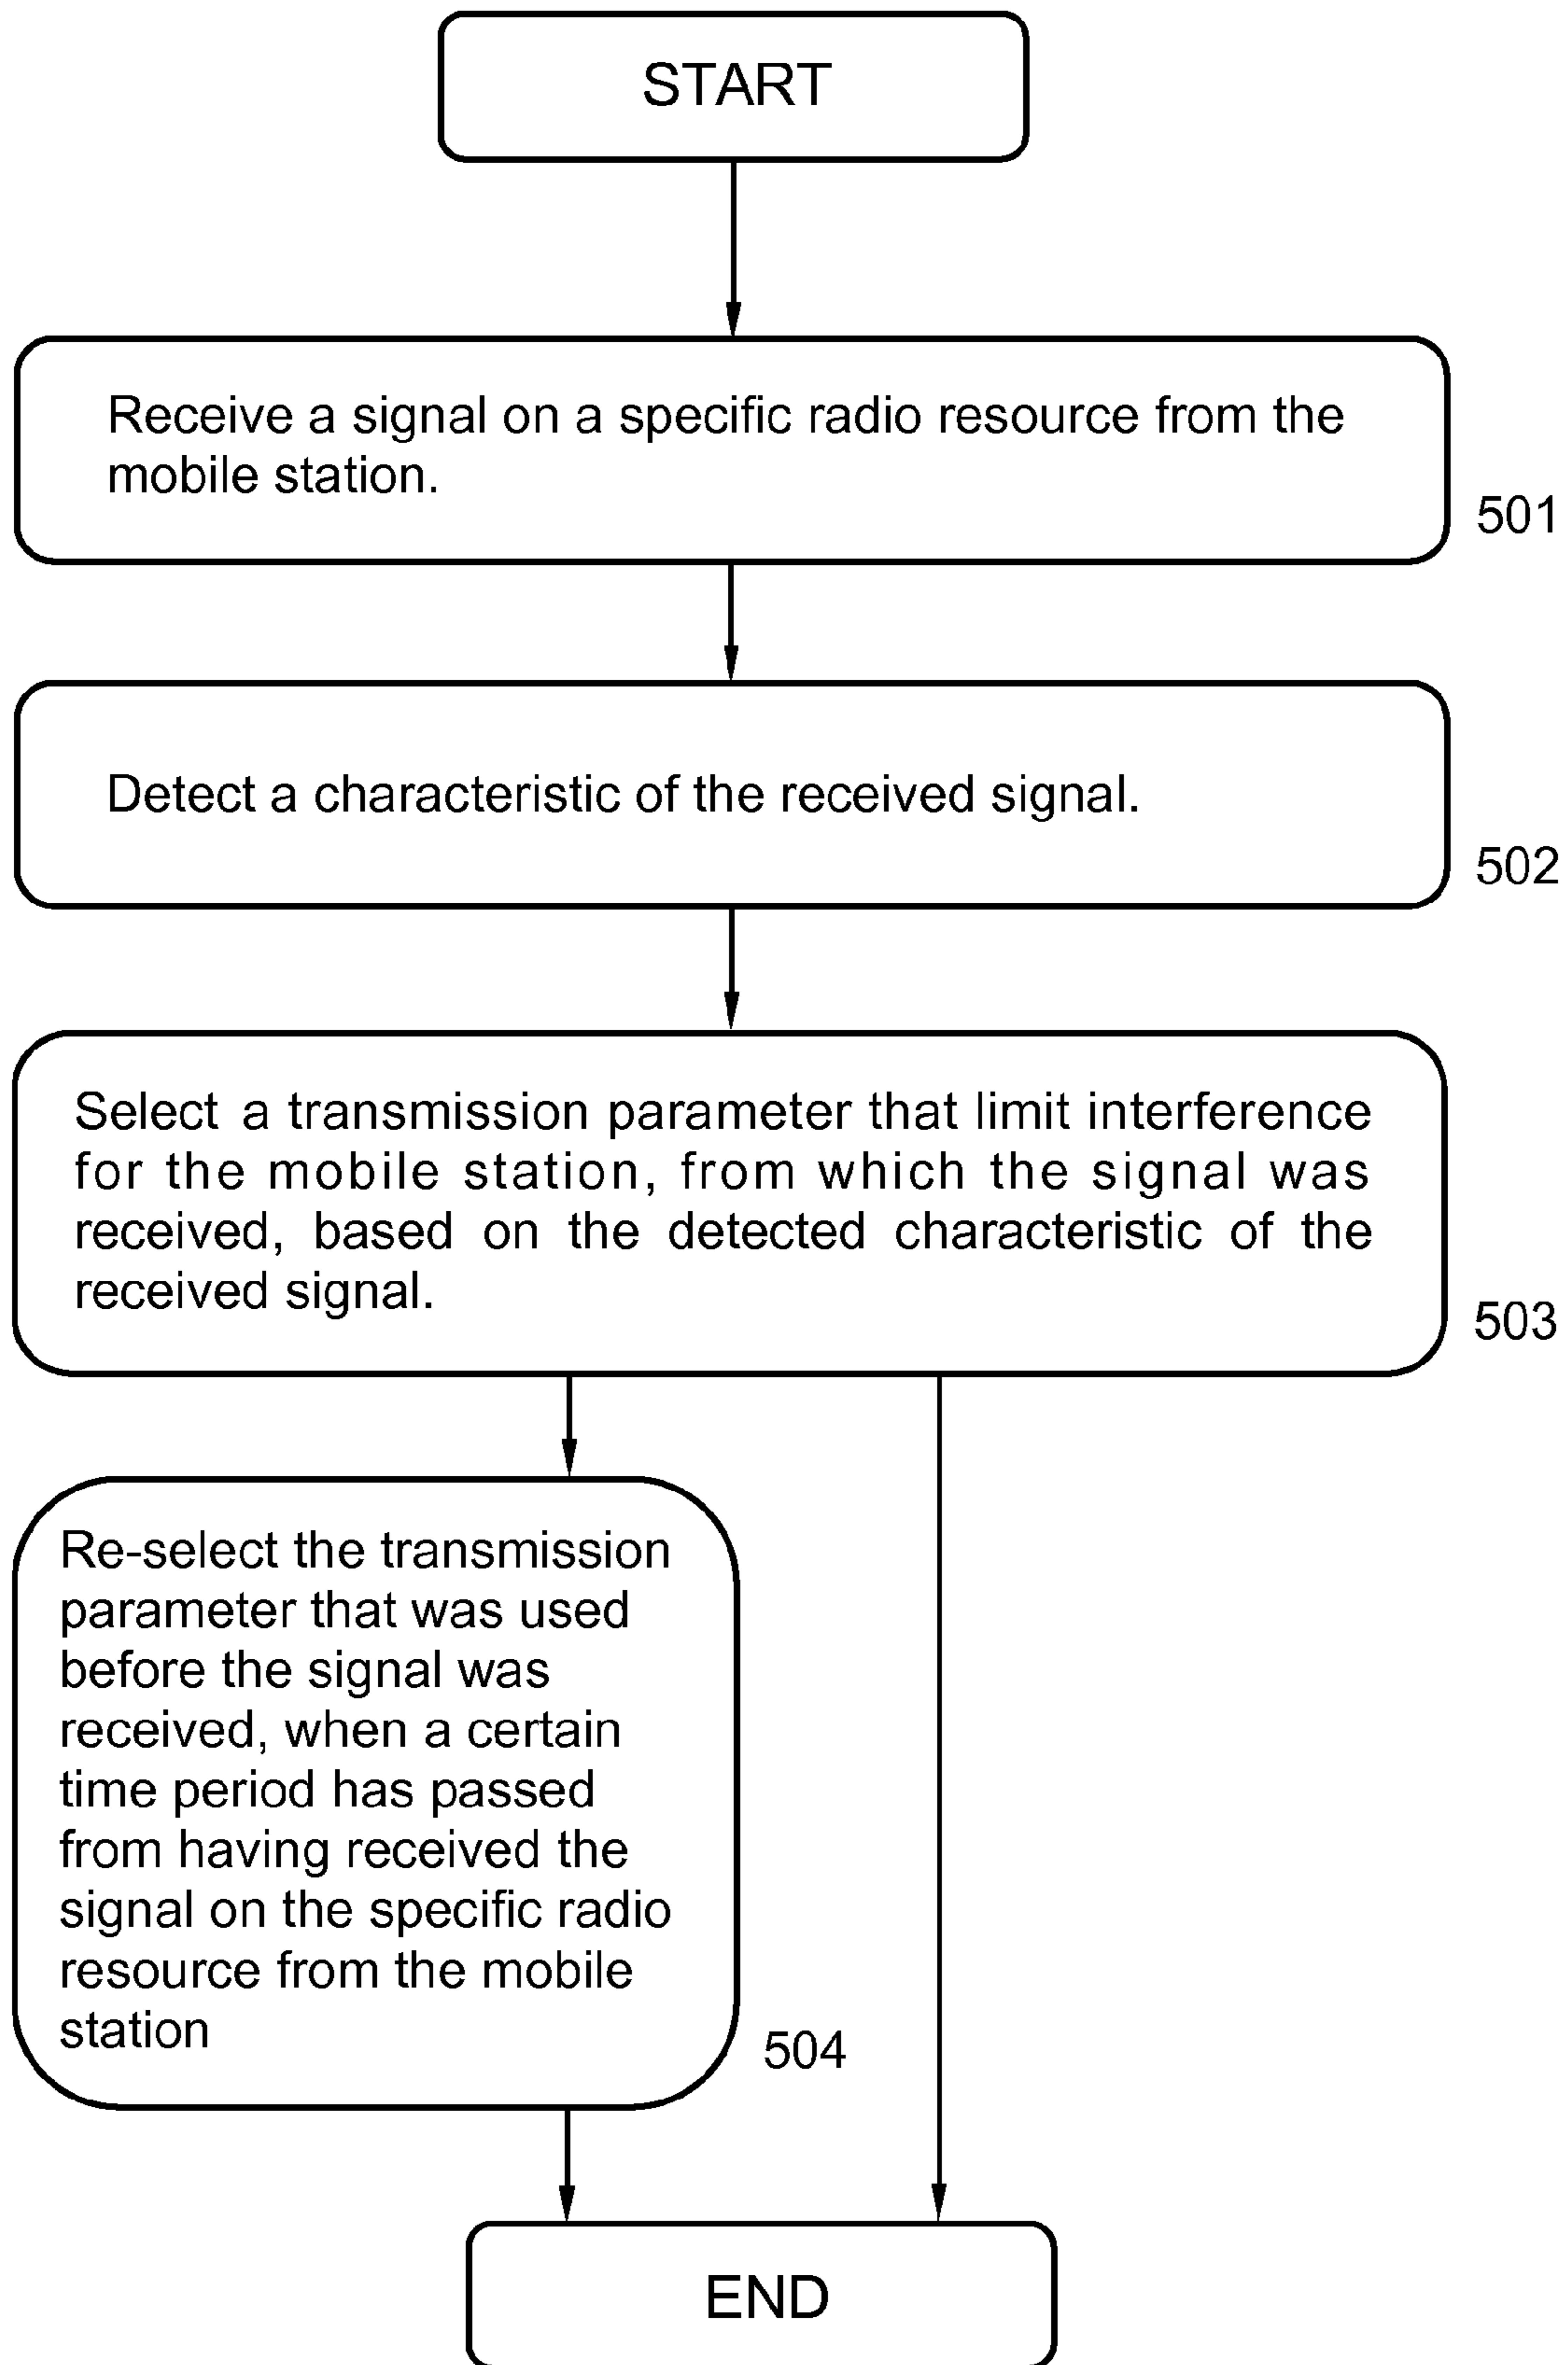 START
Receive a signal on a specific radio resource from the
mobile station.
501
Detect a characteristic of the received signal.
502
Select a transmission parameter that limit interference
for the mobile station, from which the signal was
received, based on the detected characteristic of the
received signal.
503
Re-select the transmission
parameter that was used
before the signal was
received, when a certain
time period has passed
from having received the
signal on the specific radio
resource from the mobile
station
504
END